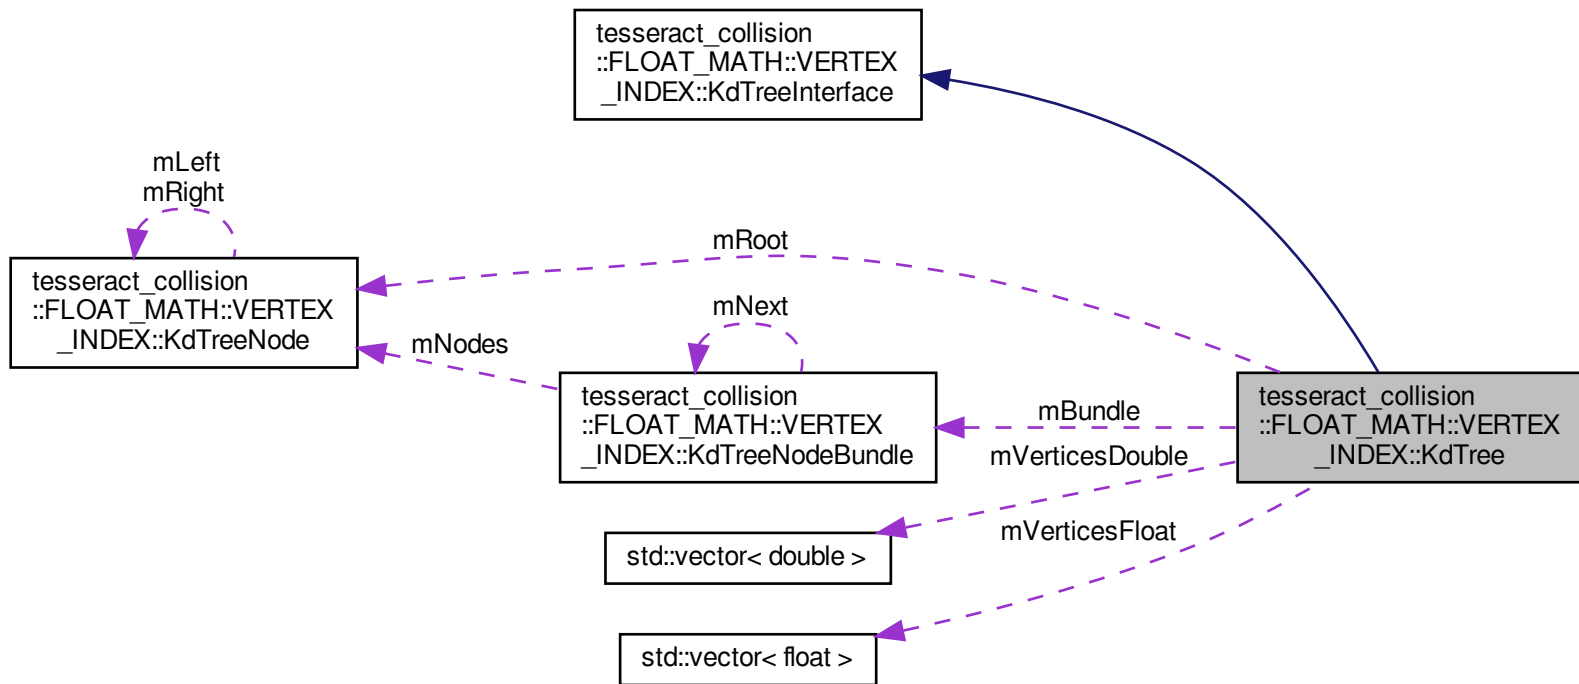 tesseract_collision
::FLOAT_MATH::VERTEX
_INDEX::KdTreeInterface
mLeft
mRight
mRoot
tesseract_collision
::FLOAT_MATH::VERTEX
_INDEX::KdTreeNode
mNext
mNodes
tesseract_collision
::FLOAT_MATH::VERTEX
_INDEX::KdTreeNodeBundle
mBundle
tesseract_collision
::FLOAT_MATH::VERTEX
_INDEX::KdTree
mVerticesDouble
mVerticesFloat
std::vector< double >
std::vector< float >